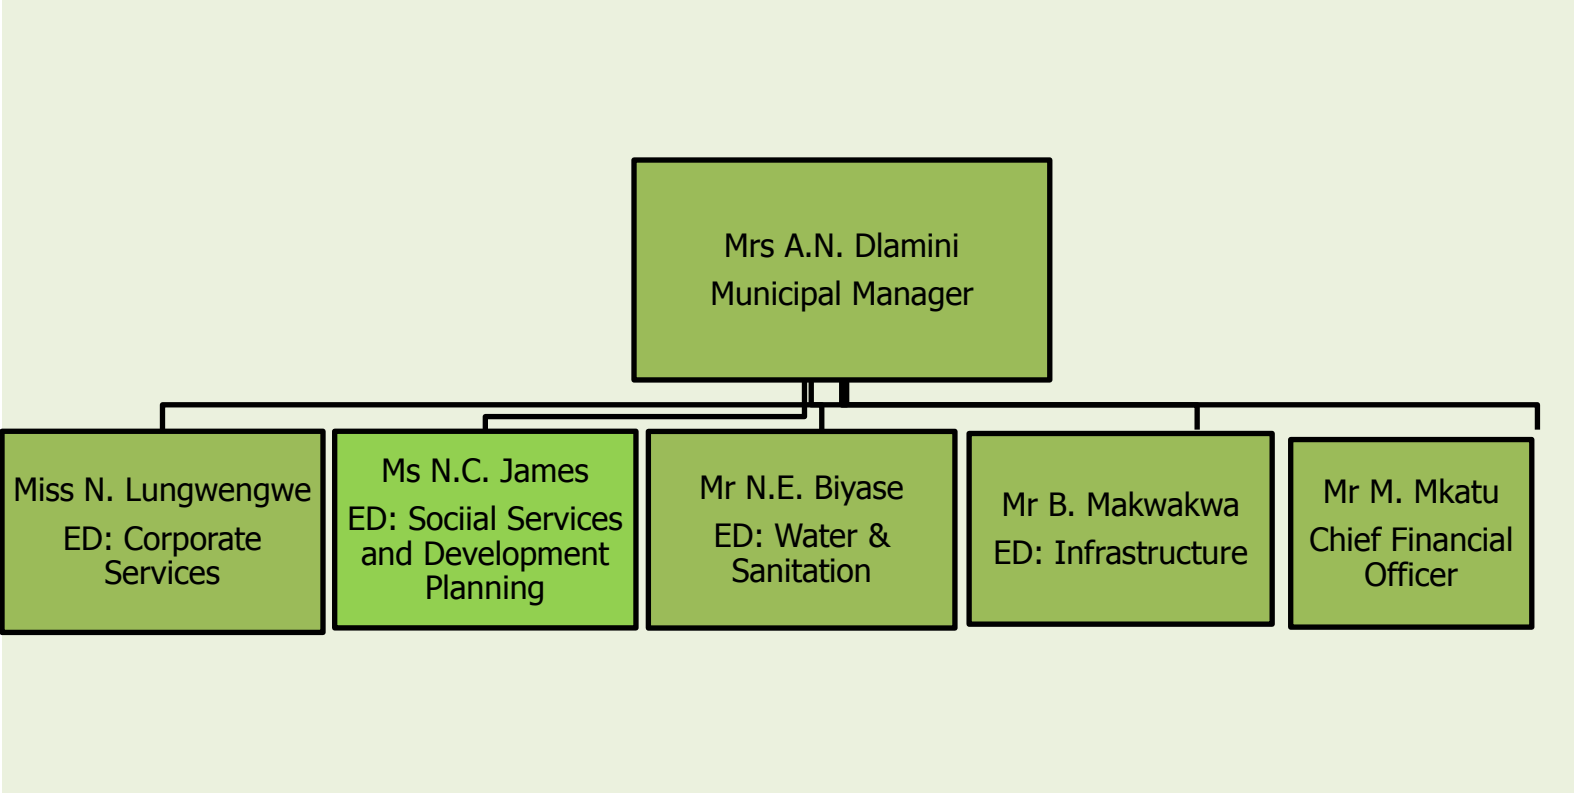 Mrs A.N. Dlamini
Municipal Manager
Miss N. Lungwengwe
ED: Corporate
Services
Ms N.C. James
ED: Sociial Services
and Development
Planning
Mr N.E. Biyase
ED: Water &
Sanitation
Mr B. Makwakwa
ED: Infrastructure
Mr M. Mkatu
Chief Financial
Officer